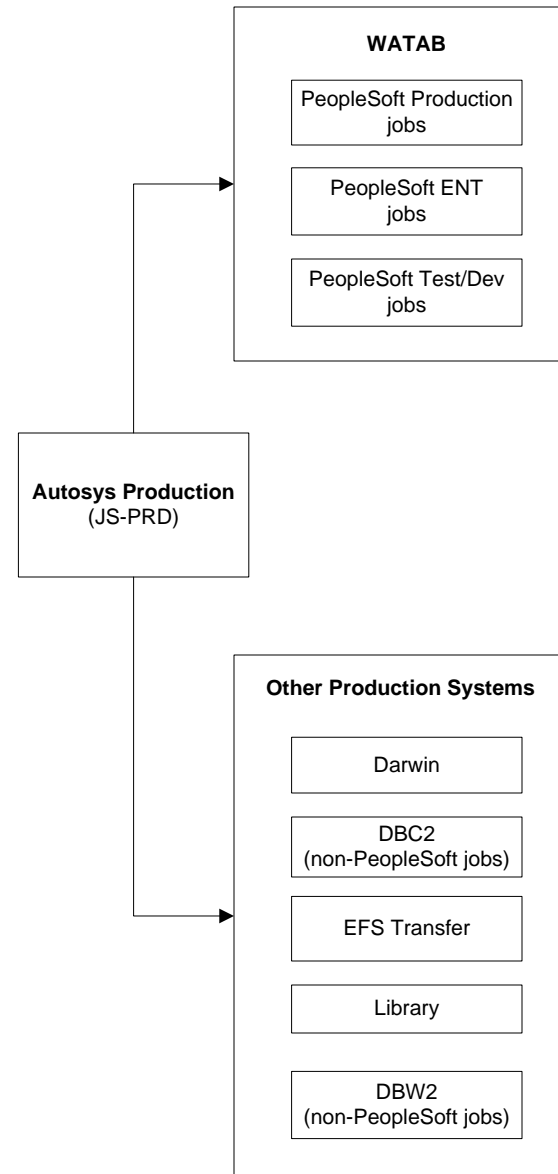 WATAB
PeopleSoft Production
jobs
PeopleSoft ENT
jobs
PeopleSoft Test/Dev
jobs
Autosys Production
(JS-PRD)
Other Production Systems
Darwin
DBC2
(non-PeopleSoft jobs)
EFS Transfer
Library
DBW2
(non-PeopleSoft jobs)